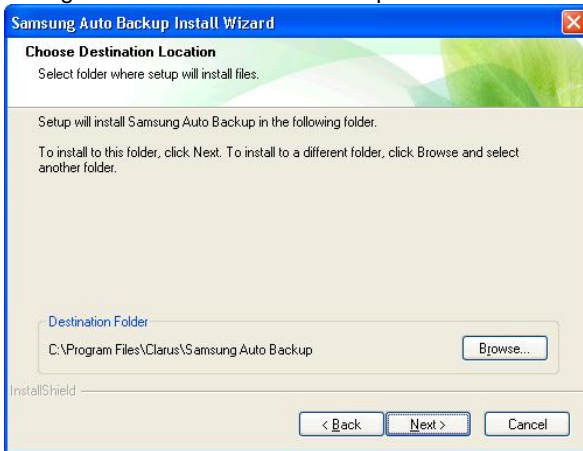 Samsung Auto Backup Install Wizard
Choose Destination Location
Select folder where setup will install files.
Setup will install Samsung Auto Backup in the following folder.
To install to this folder, click Next. To install to a different folder, click Browse and select
another folder.
Destination Folder
C:\Program Files\Clarus\Samsung Auto Backup
Browse...
InstallShield
< Back
Next >
Cancel